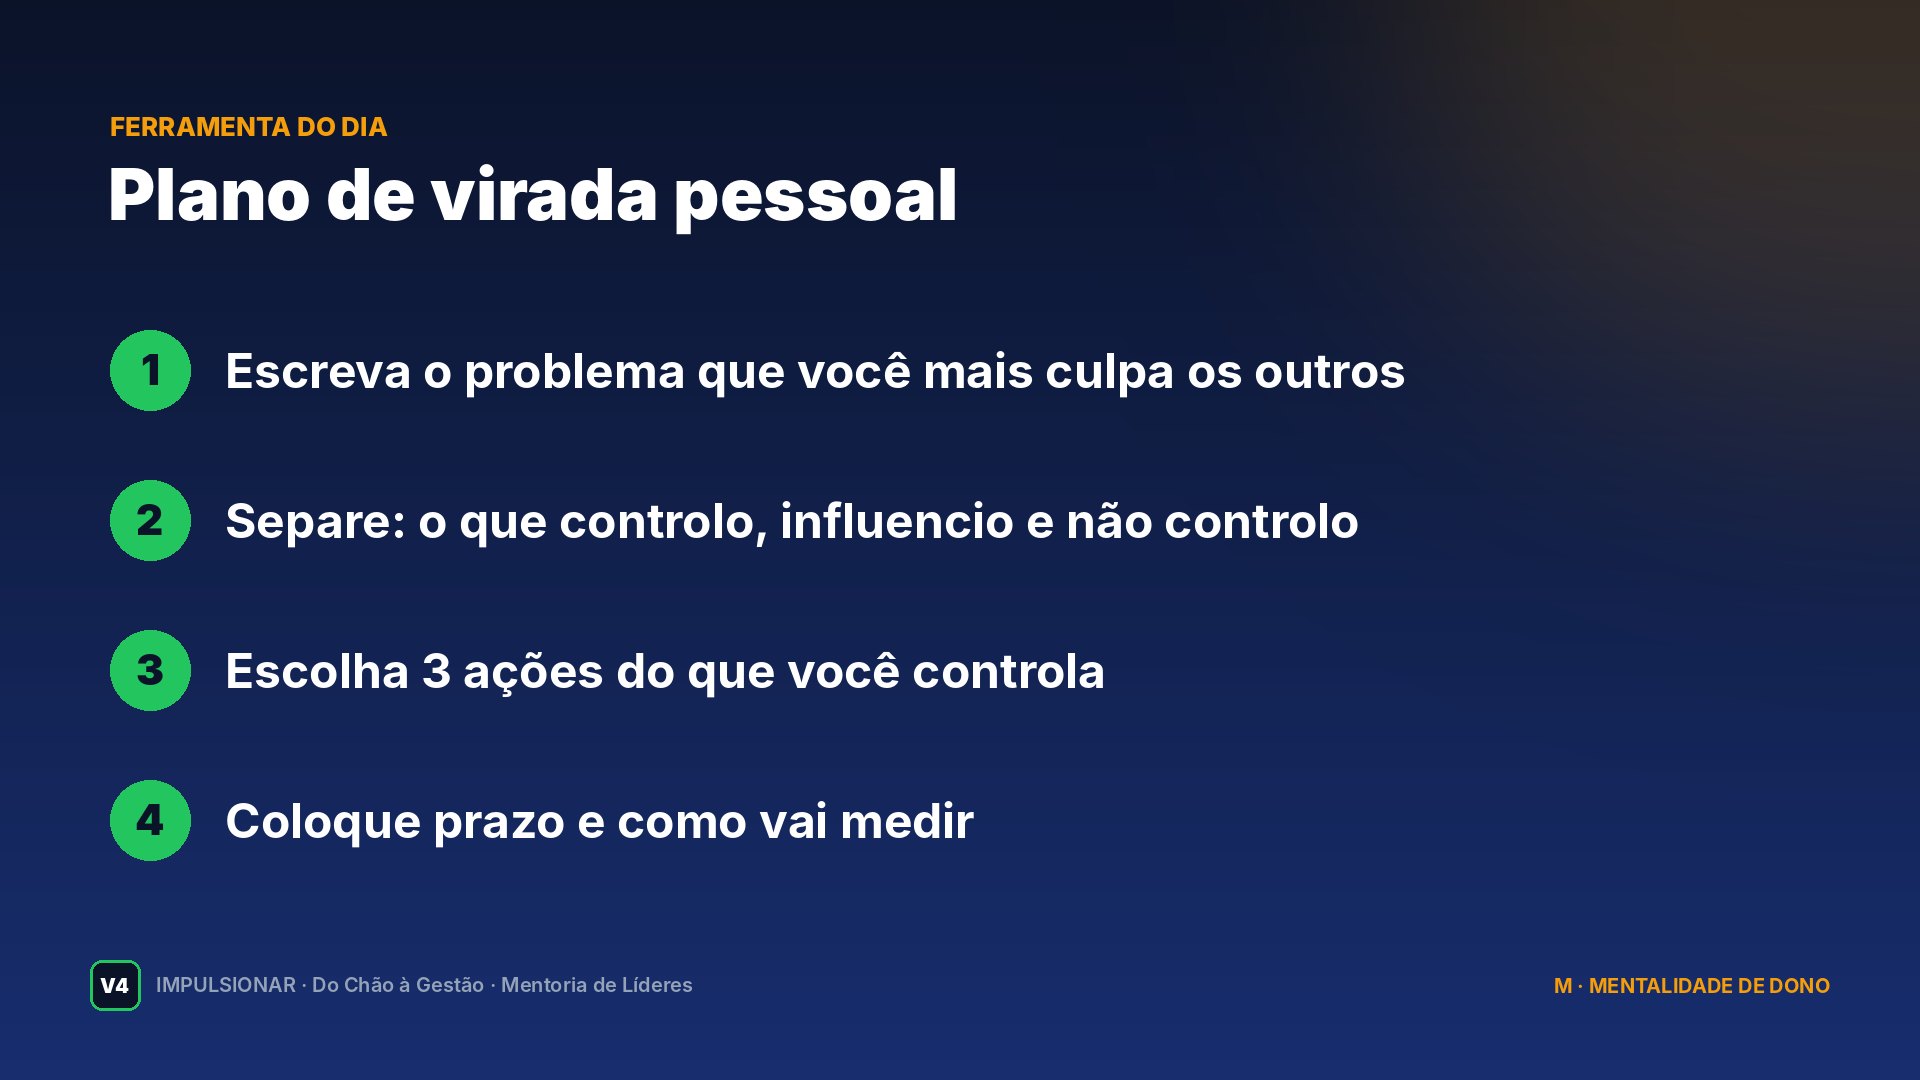 FERRAMENTA DO DIA
Plano de virada pessoal
1 Escreva o problema que você mais culpa os outros
2 Separe: o que controlo, influencio e não controlo
3 Escolha 3 ações do que você controla
4 Coloque prazo e como vai medir
V4 IMPULSIONAR · Do Chão à Gestão · Mentoria de Líderes
M · MENTALIDADE DE DONO